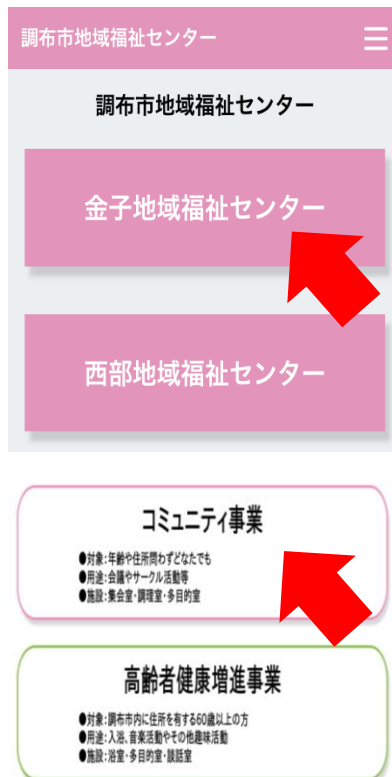 調布市地域福祉センター
調布市地域福祉センター
金子地域福祉センター
西部地域福祉センター
コミュニティ事業
●対象:年齢や住所問わずどなたでも
●用途:会議やサークル活動等
●施設:集会室･調理室･多目的室
高齢者健康増進事業
●対象:調布市内に住所を有する60歳以上の方
●用途:入浴、音楽活動やその他趣味活動
●施設:浴室･多目的室･談話室